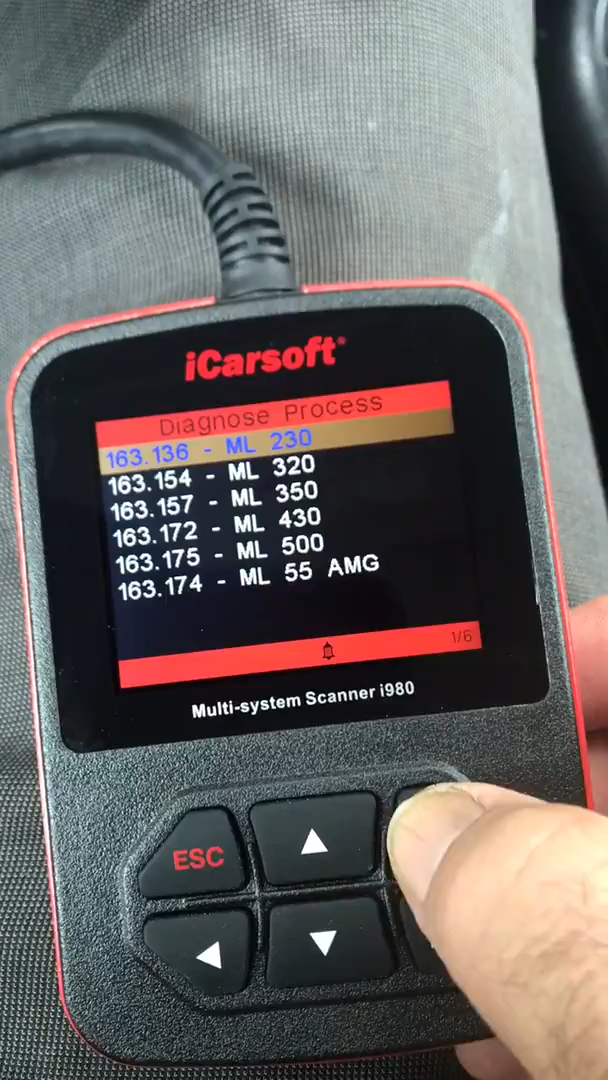 iCarsoft®
Diagnose Process
163.136 - ML 230
163.154 - ML 320
163.157 - ML 350
163.172 - ML 430
163.175 - ML 500
163.174 - ML 55 AMG
1/6
Multi-system Scanner i980
ESC